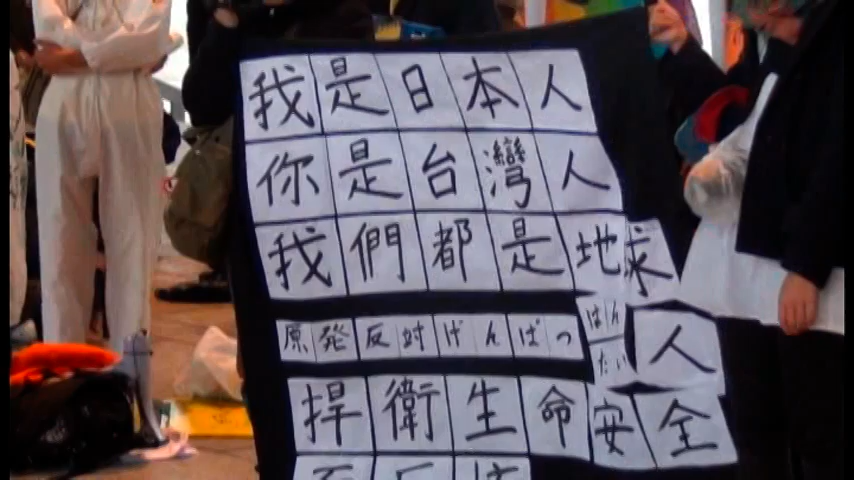 我是日本人
你是台灣人
我們都是地球
人
原発反対げんぱつ
はん
たい
捍衛生命安全